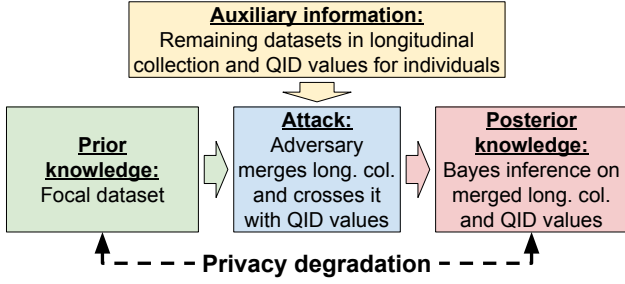 Auxiliary information:
Remaining datasets in longitudinal
collection and QID values for individuals
Prior
knowledge:
Focal dataset
Attack:
Adversary
merges long. col.
and crosses it
with QID values
Posterior
knowledge:
Bayes inference on
merged long. col.
and QID values
Privacy degradation